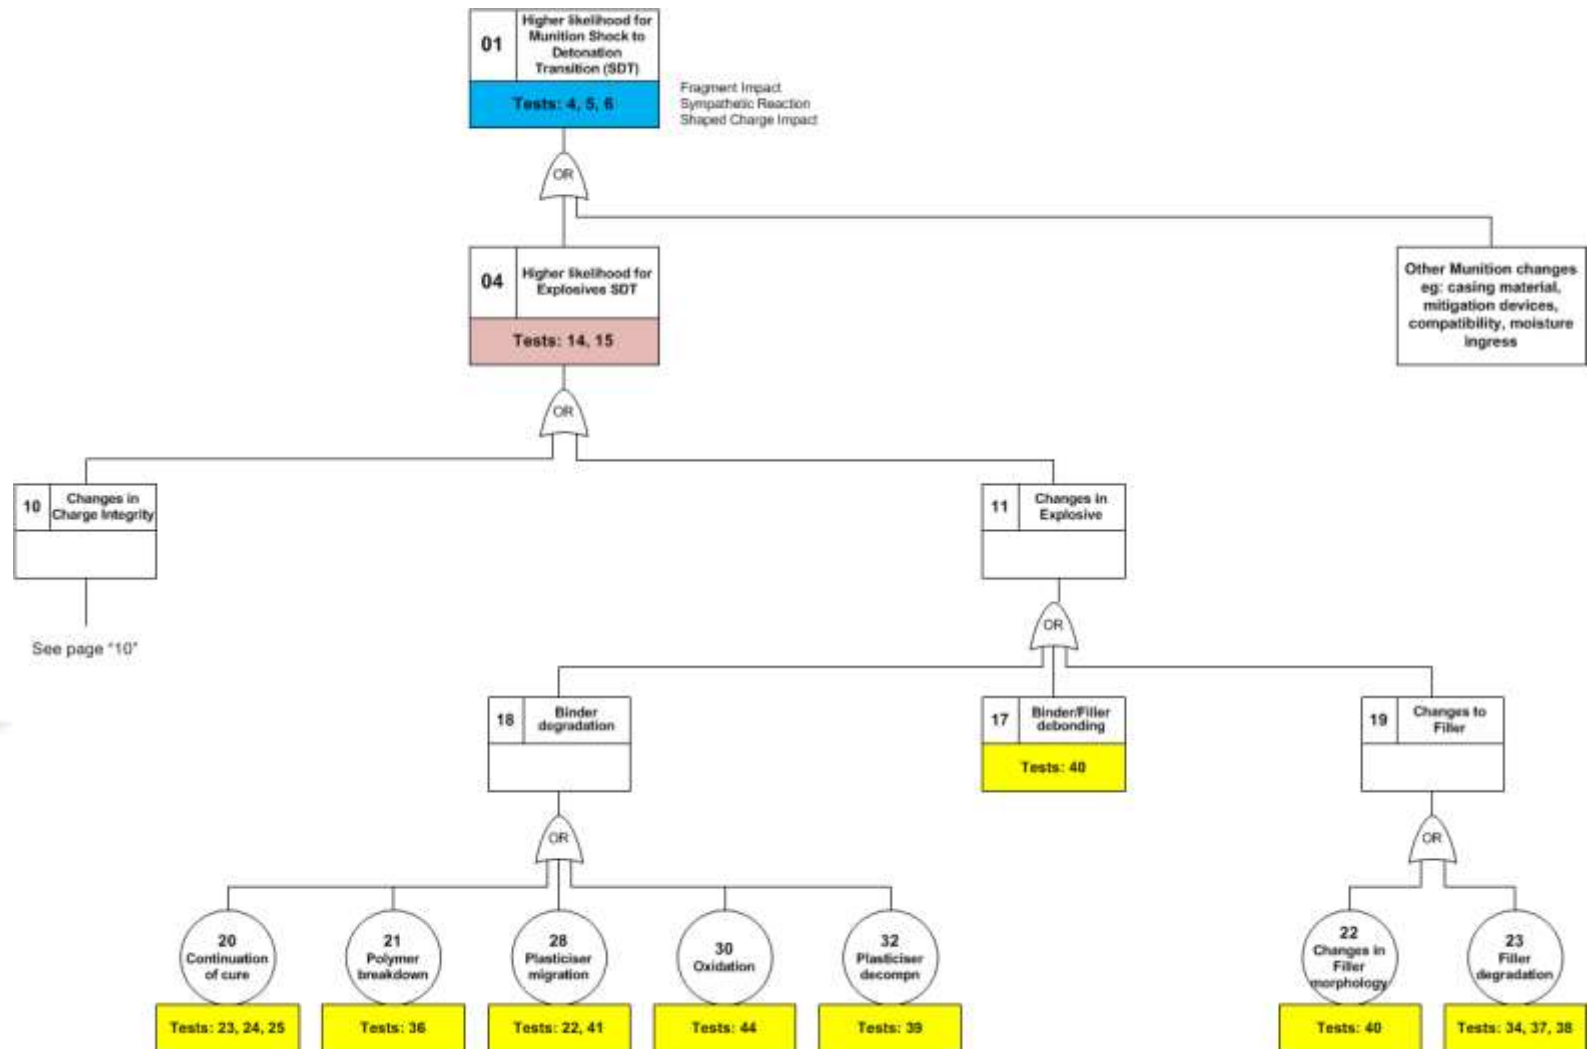 01
Higher likelihood for
Munition Shock to
Detonation
Transition (SDT)
Tests: 4, 5, 6
Fragment Impact
Sympathetic Reaction
Shaped Charge Impact
OR
04
Higher likelihood for
Explosives SDT
Tests: 14, 15
Other Munition changes
eg: casing material,
mitigation devices,
compatibility, moisture
ingress
OR
10
Changes in
Charge Integrity
See page "10"
11
Changes in
Explosive
OR
18
Binder
degradation
17
Binder/Filler
debonding
Tests: 40
19
Changes to
Filler
OR
OR
20
Continuation
of cure
Tests: 23, 24, 25
21
Polymer
breakdown
Tests: 36
28
Plasticiser
migration
Tests: 22, 41
30
Oxidation
Tests: 44
32
Plasticiser
decompn
Tests: 39
22
Changes in
Filler
morphology
Tests: 40
23
Filler
degradation
Tests: 34, 37, 38